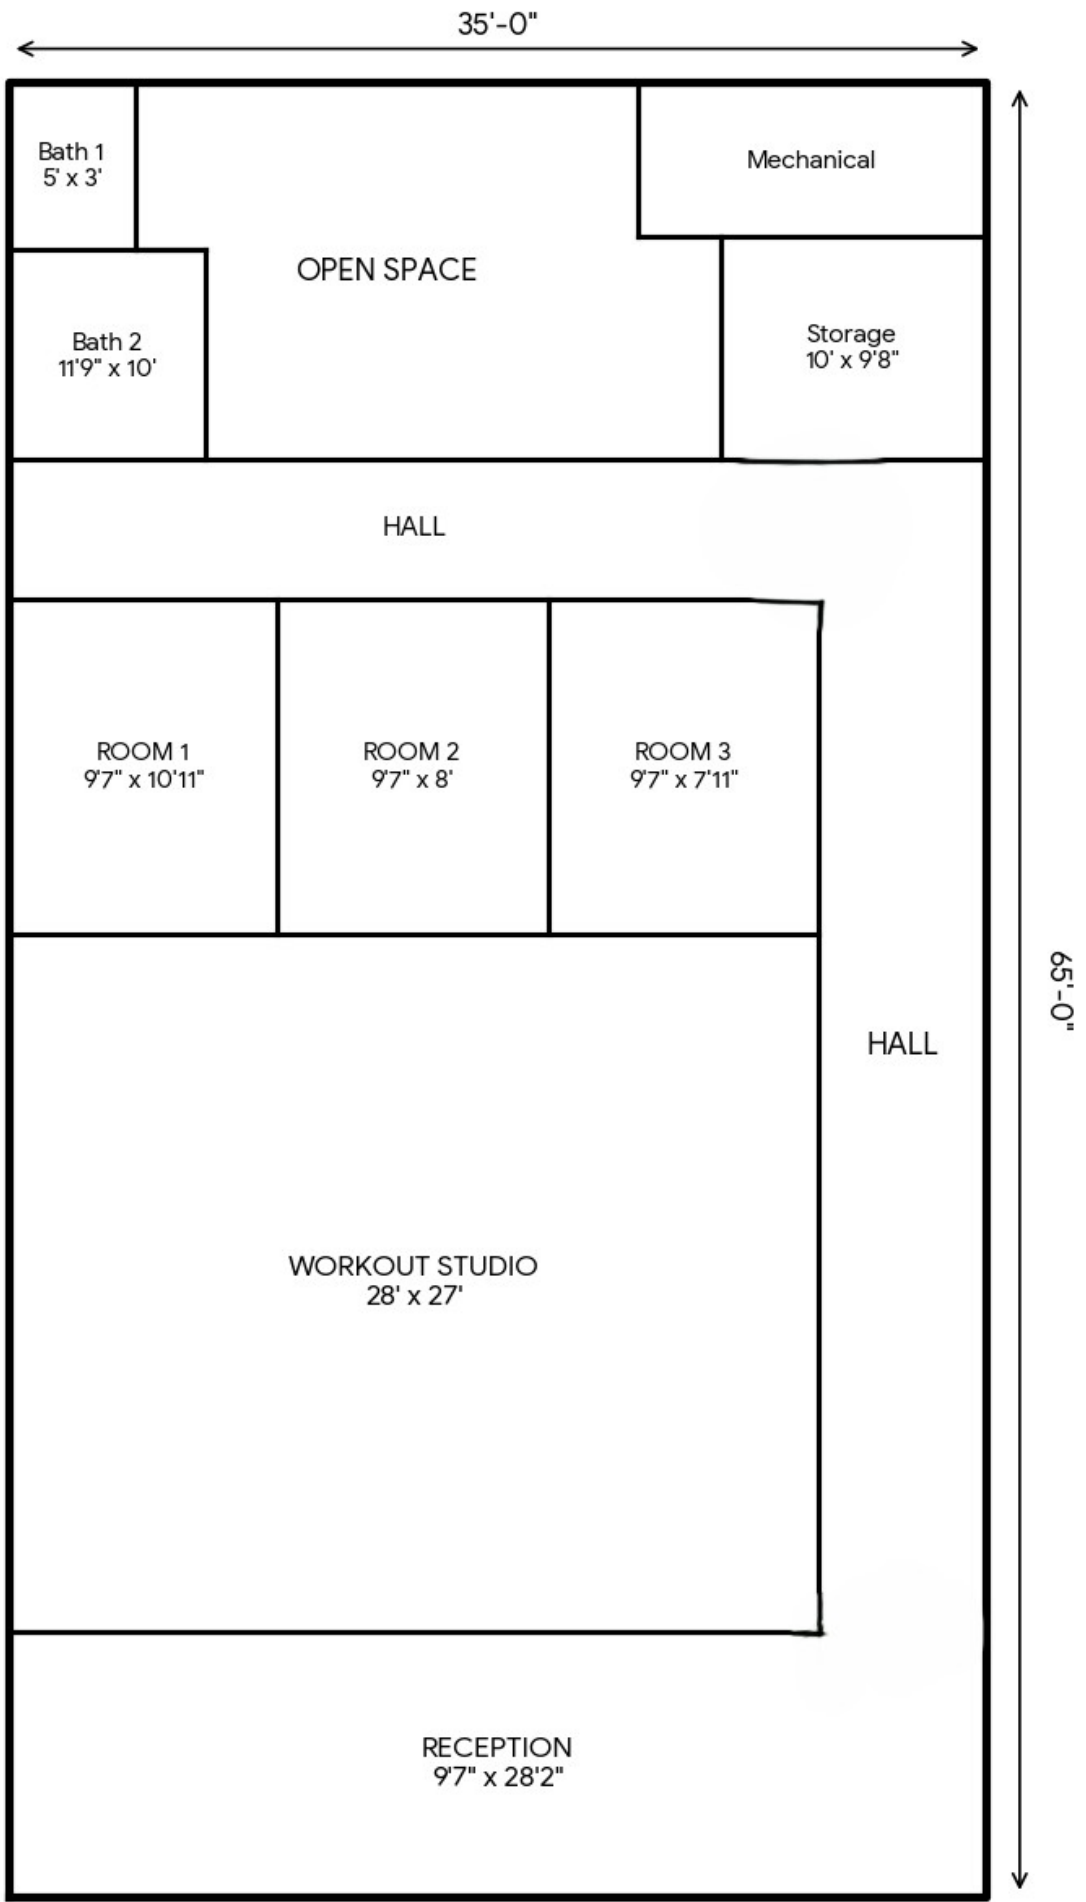 35'-0"
Bath 1
5' x 3'
Mechanical
OPEN SPACE
Bath 2
11'9" x 10'
Storage
10' x 9'8"
HALL
ROOM 1
9'7" x 10'11"
ROOM 2
9'7" x 8'
ROOM 3
9'7" x 7'11"
65'-0"
HALL
WORKOUT STUDIO
28' x 27'
RECEPTION
9'7" x 28'2"